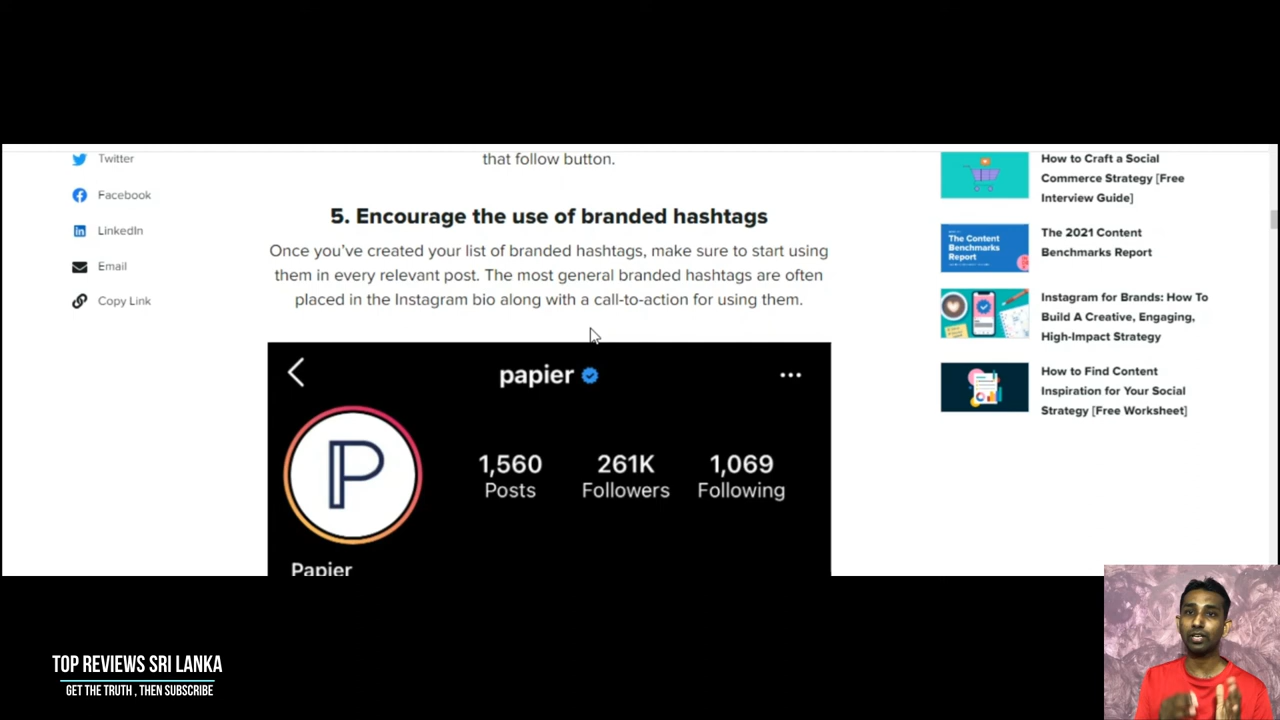 that follow button.
Twitter
Facebook
LinkedIn
Email
Copy Link
5. Encourage the use of branded hashtags
Once you've created your list of branded hashtags, make sure to start using
them in every relevant post. The most general branded hashtags are often
placed in the Instagram bio along with a call-to-action for using them.
papier
P
1,560
Posts
261K
Followers
1,069
Following
Papier
How to Craft a Social
Commerce Strategy [Free
Interview Guide]
The Content
Benchmarks
Report
The 2021 Content
Benchmarks Report
Instagram for Brands: How To
Build A Creative, Engaging,
High-Impact Strategy
How to Find Content
Inspiration for Your Social
Strategy [Free Worksheet]
TOP REVIEWS SRI LANKA
GET THE TRUTH , THEN SUBSCRIBE